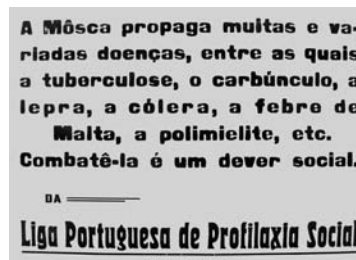 A Môsca propaga muitas e va-
riadas doenças, entre as quais
a tuberculose, o carbúnculo, a
lepra, a cólera, a febre de
Malta, a polimielite, etc.
Combatê-la é um dever social.
DA
Liga Portuguesa de Profilaxia Social